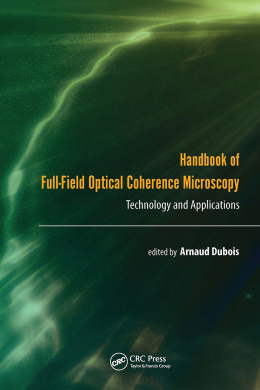 Handbook of
Full-Field Optical Coherence Microscopy
Technology and Applications
edited by Arnaud Dubois
CRC Press
Taylor & Francis Group